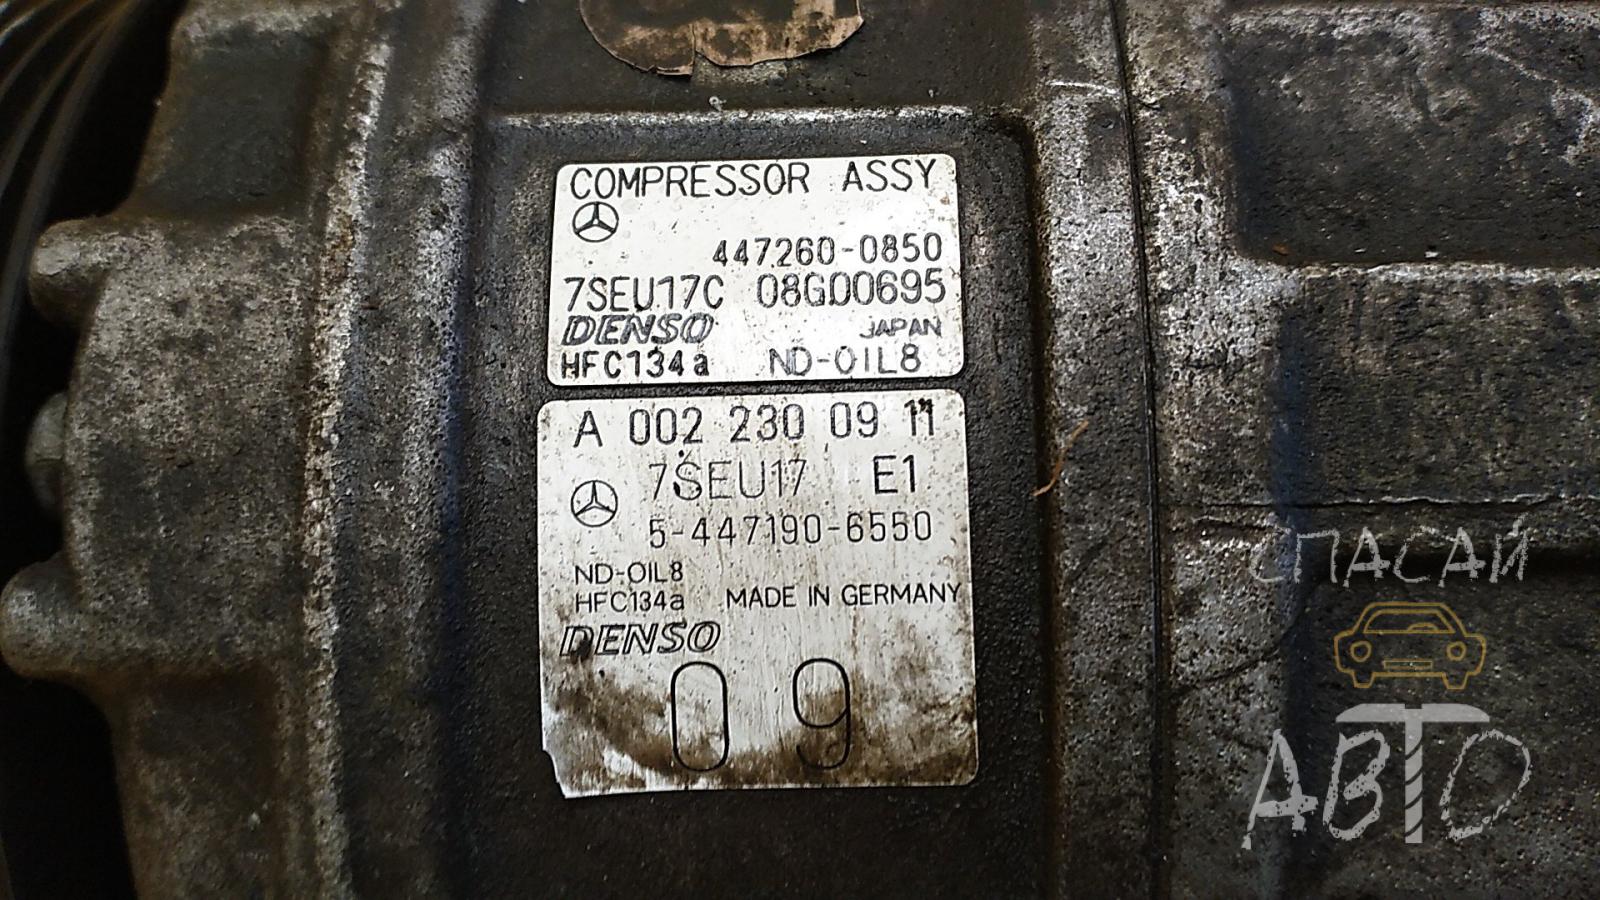 COMPRESSOR ASSY
447260-0850
7SEU17C 08G00695
DENSO JAPAN
HFC134a ND-OIL8
A 002 230 09 11
7SEU17 E1
5-447190-6550
ND-OIL8
HFC134a MADE IN GERMANY
DENSO
09
СПАСАЙ
АВТО